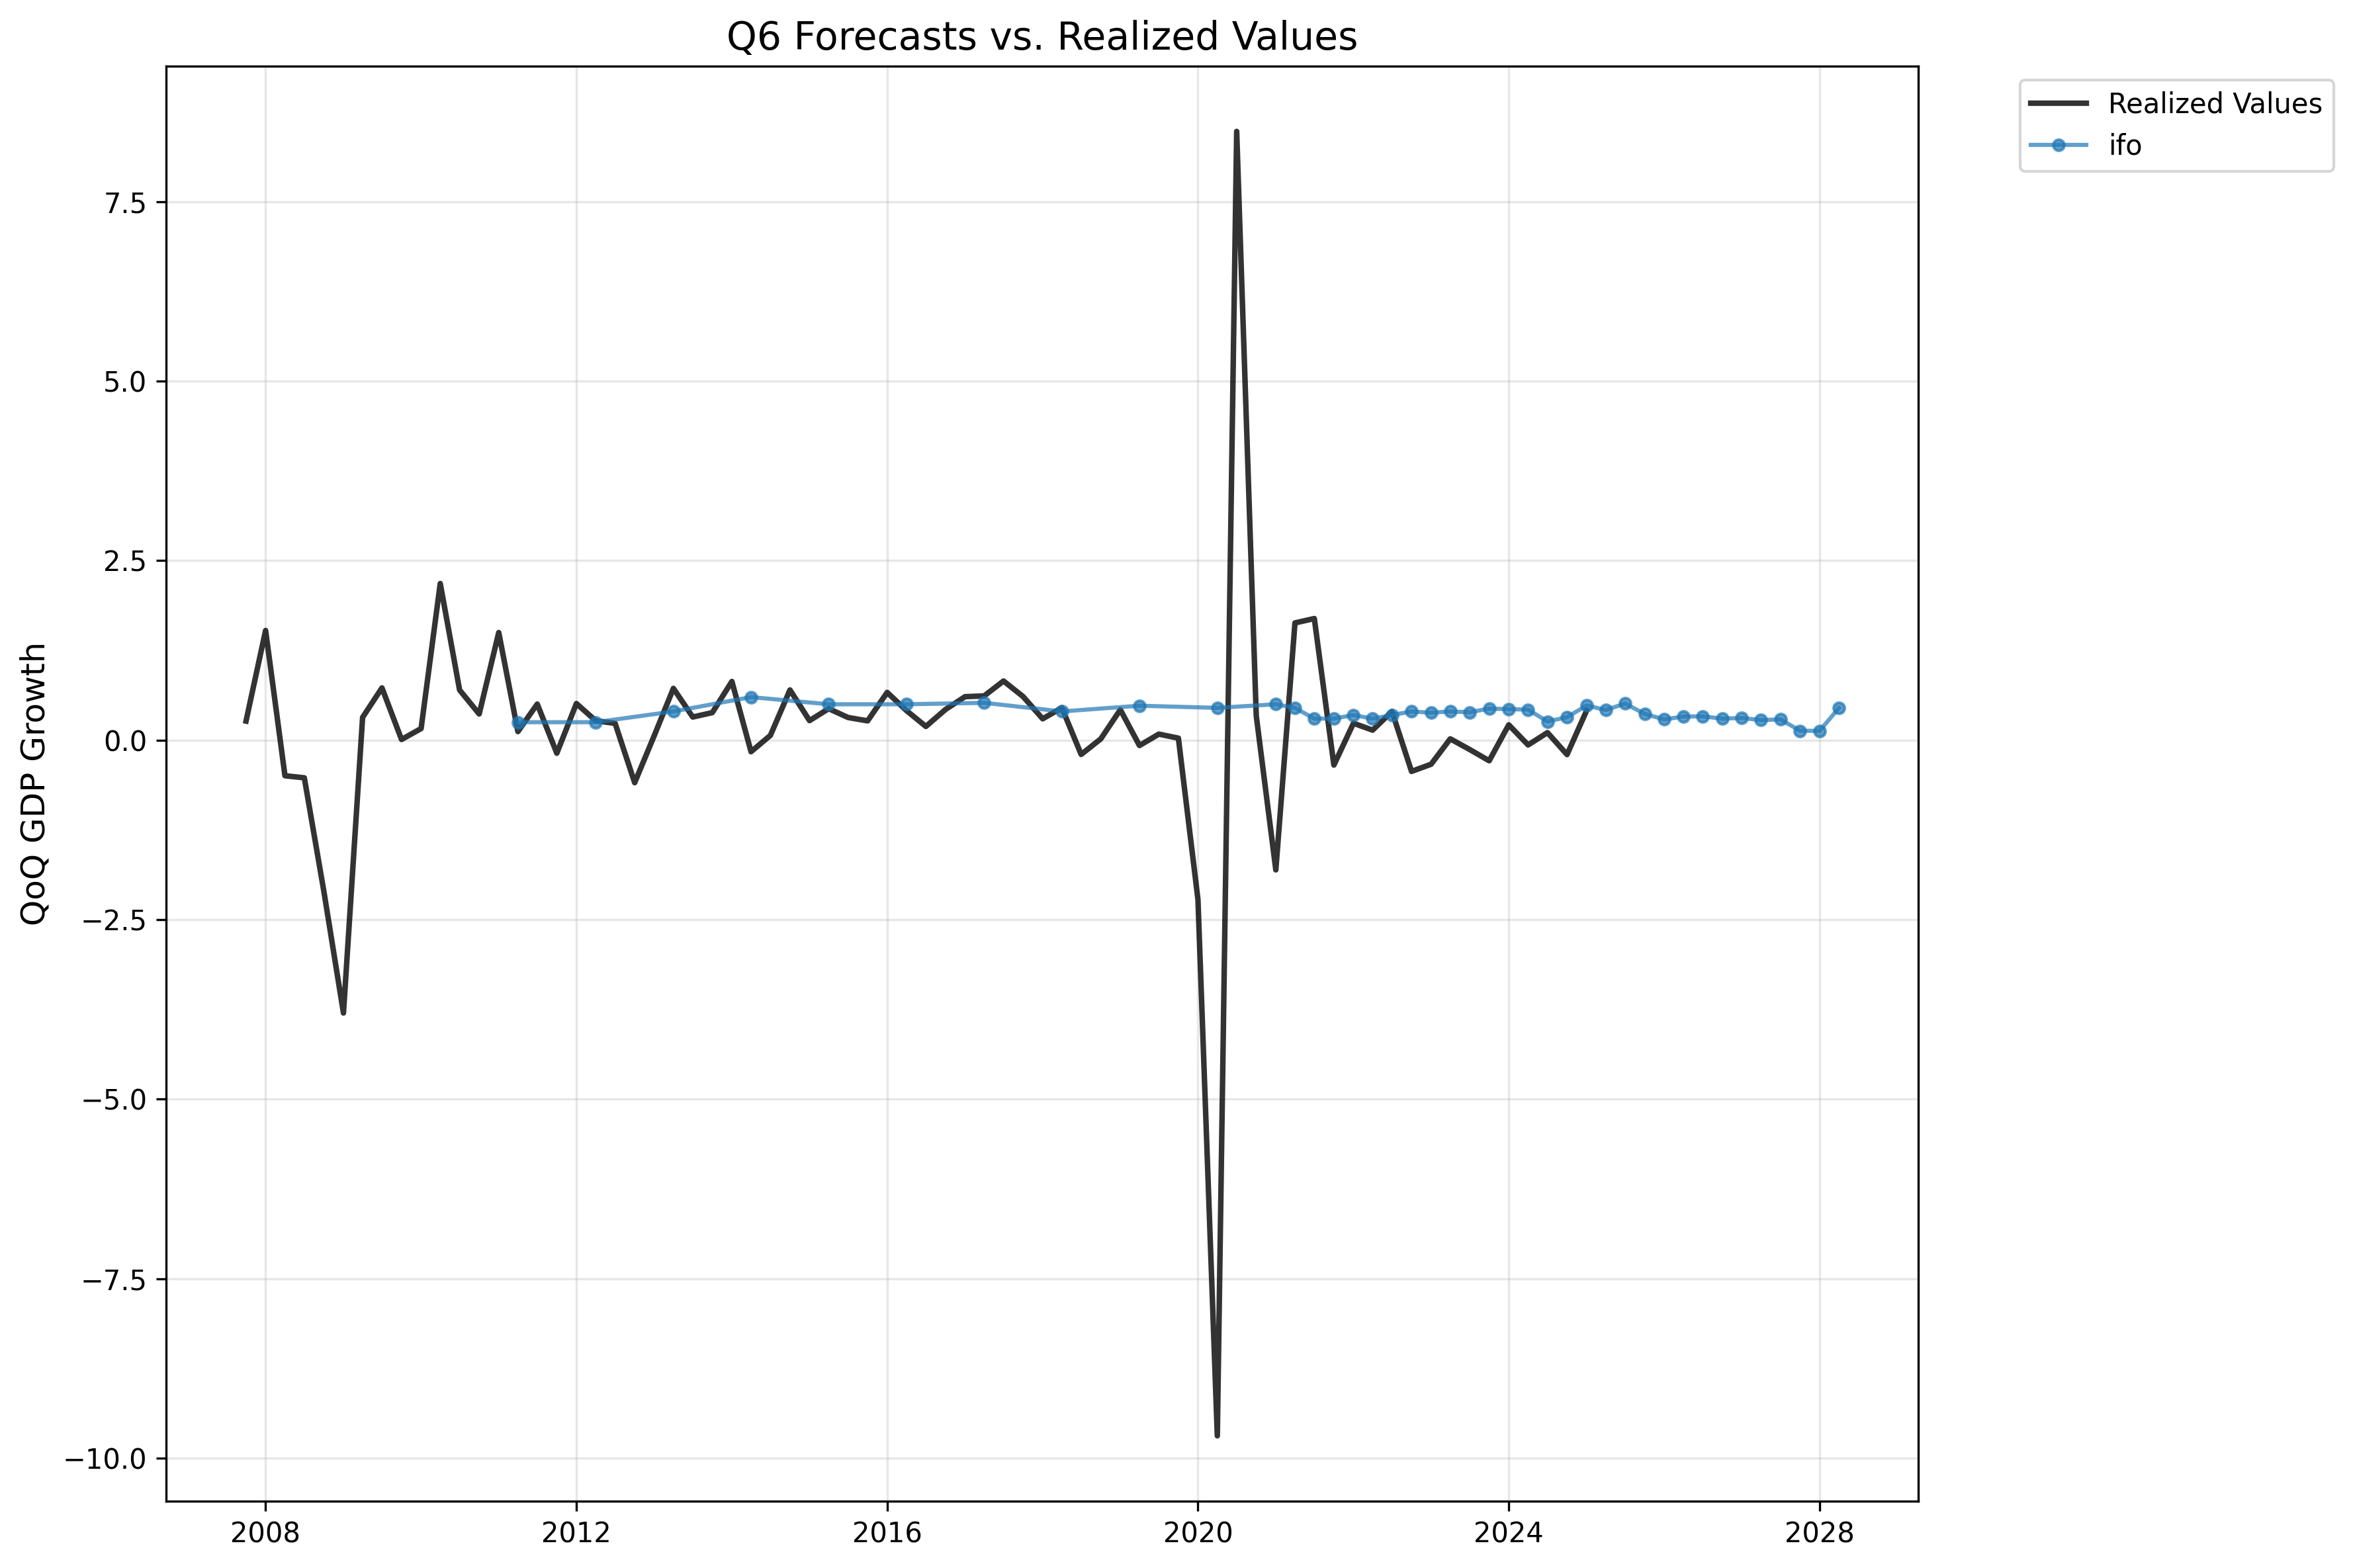 Q6 Forecasts vs. Realized Values
Realized Values
ifo
QoQ GDP Growth
7.5
5.0
2.5
0.0
−2.5
−5.0
−7.5
−10.0
2008 2012 2016 2020 2024 2028